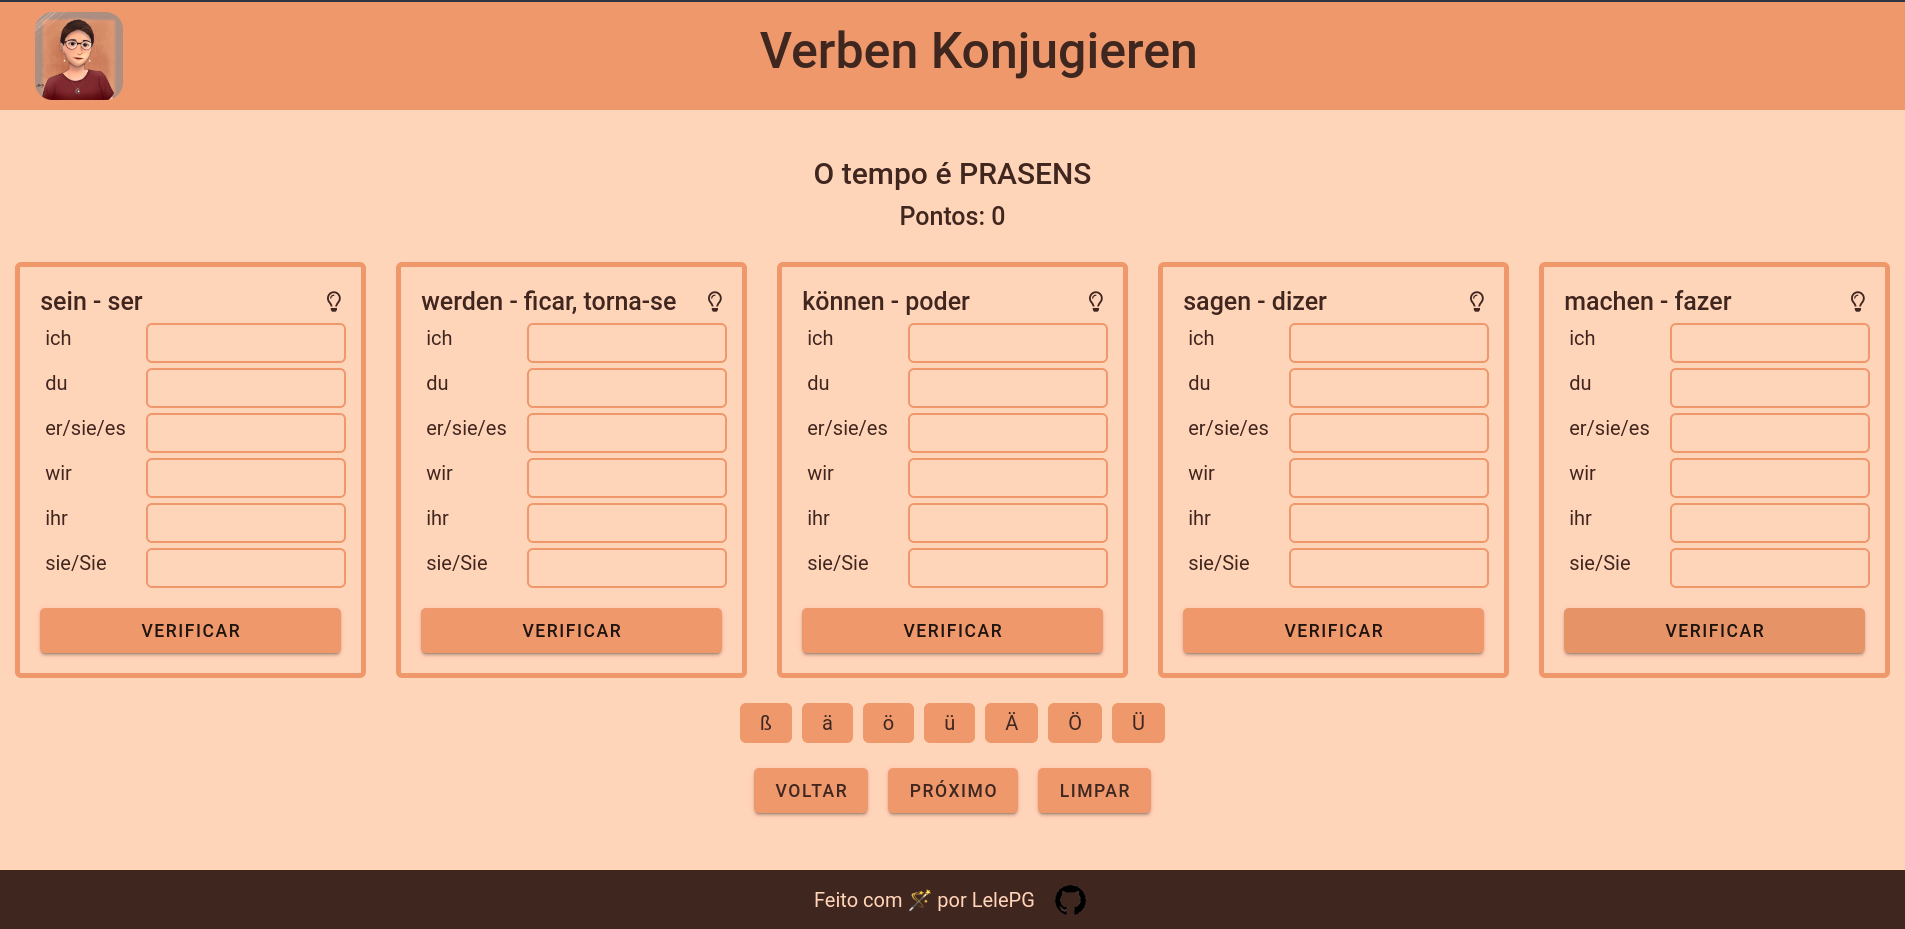 Verben Konjugieren
O tempo é PRASENS
Pontos: 0
sein - ser
ich
du
er/sie/es
wir
ihr
sie/Sie
VERIFICAR
werden - ficar, torna-se
ich
du
er/sie/es
wir
ihr
sie/Sie
VERIFICAR
können - poder
ich
du
er/sie/es
wir
ihr
sie/Sie
VERIFICAR
sagen - dizer
ich
du
er/sie/es
wir
ihr
sie/Sie
VERIFICAR
machen - fazer
ich
du
er/sie/es
wir
ihr
sie/Sie
VERIFICAR
ß ä ö ü Ä Ö Ü
VOLTAR PRÓXIMO LIMPAR
Feito com 🪄 por LelePG